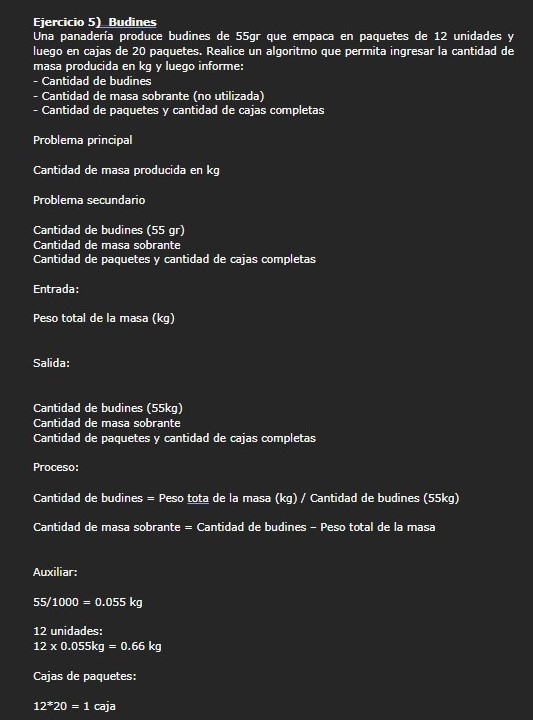 Ejercicio 5) Budines
Una panadería produce budines de 55gr que empaca en paquetes de 12 unidades y
luego en cajas de 20 paquetes. Realice un algoritmo que permita ingresar la cantidad de
masa producida en kg y luego informe:
- Cantidad de budines
- Cantidad de masa sobrante (no utilizada)
- Cantidad de paquetes y cantidad de cajas completas
Problema principal
Cantidad de masa producida en kg
Problema secundario
Cantidad de budines (55 gr)
Cantidad de masa sobrante
Cantidad de paquetes y cantidad de cajas completas
Entrada:
Peso total de la masa (kg)
Salida:
Cantidad de budines (55kg)
Cantidad de masa sobrante
Cantidad de paquetes y cantidad de cajas completas
Proceso:
Cantidad de budines = Peso tota de la masa (kg) / Cantidad de budines (55kg)
Cantidad de masa sobrante = Cantidad de budines – Peso total de la masa
Auxiliar:
55/1000 = 0.055 kg
12 unidades:
12 x 0.055kg = 0.66 kg
Cajas de paquetes:
12*20 = 1 caja